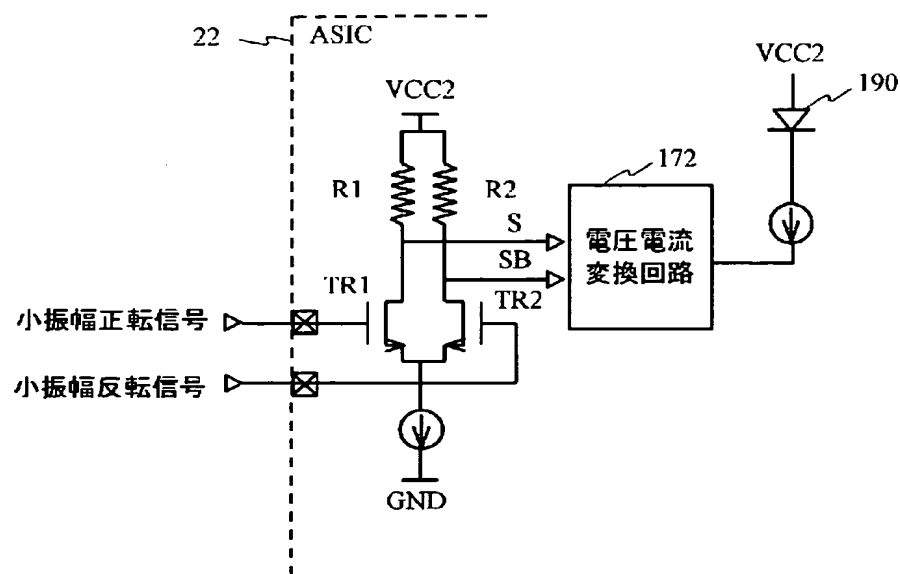 22
ASIC
VCC2
VCC2
190
172
R1
R2
S
SB
電圧電流
変換回路
TR1
TR2
小振幅正転信号
小振幅反転信号
GND